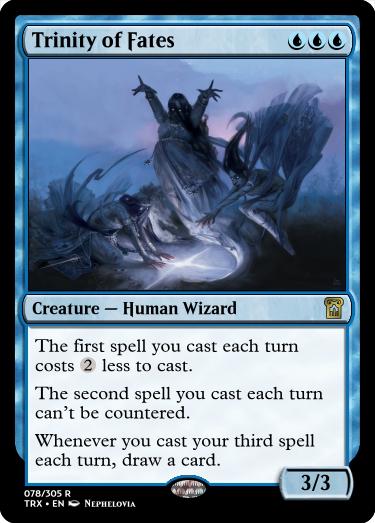 Trinity of Fates
Creature — Human Wizard
The first spell you cast each turn
costs 2 less to cast.
The second spell you cast each turn
can't be countered.
Whenever you cast your third spell
each turn, draw a card.
3/3
078/305 R
TRX • EN Nephelovia